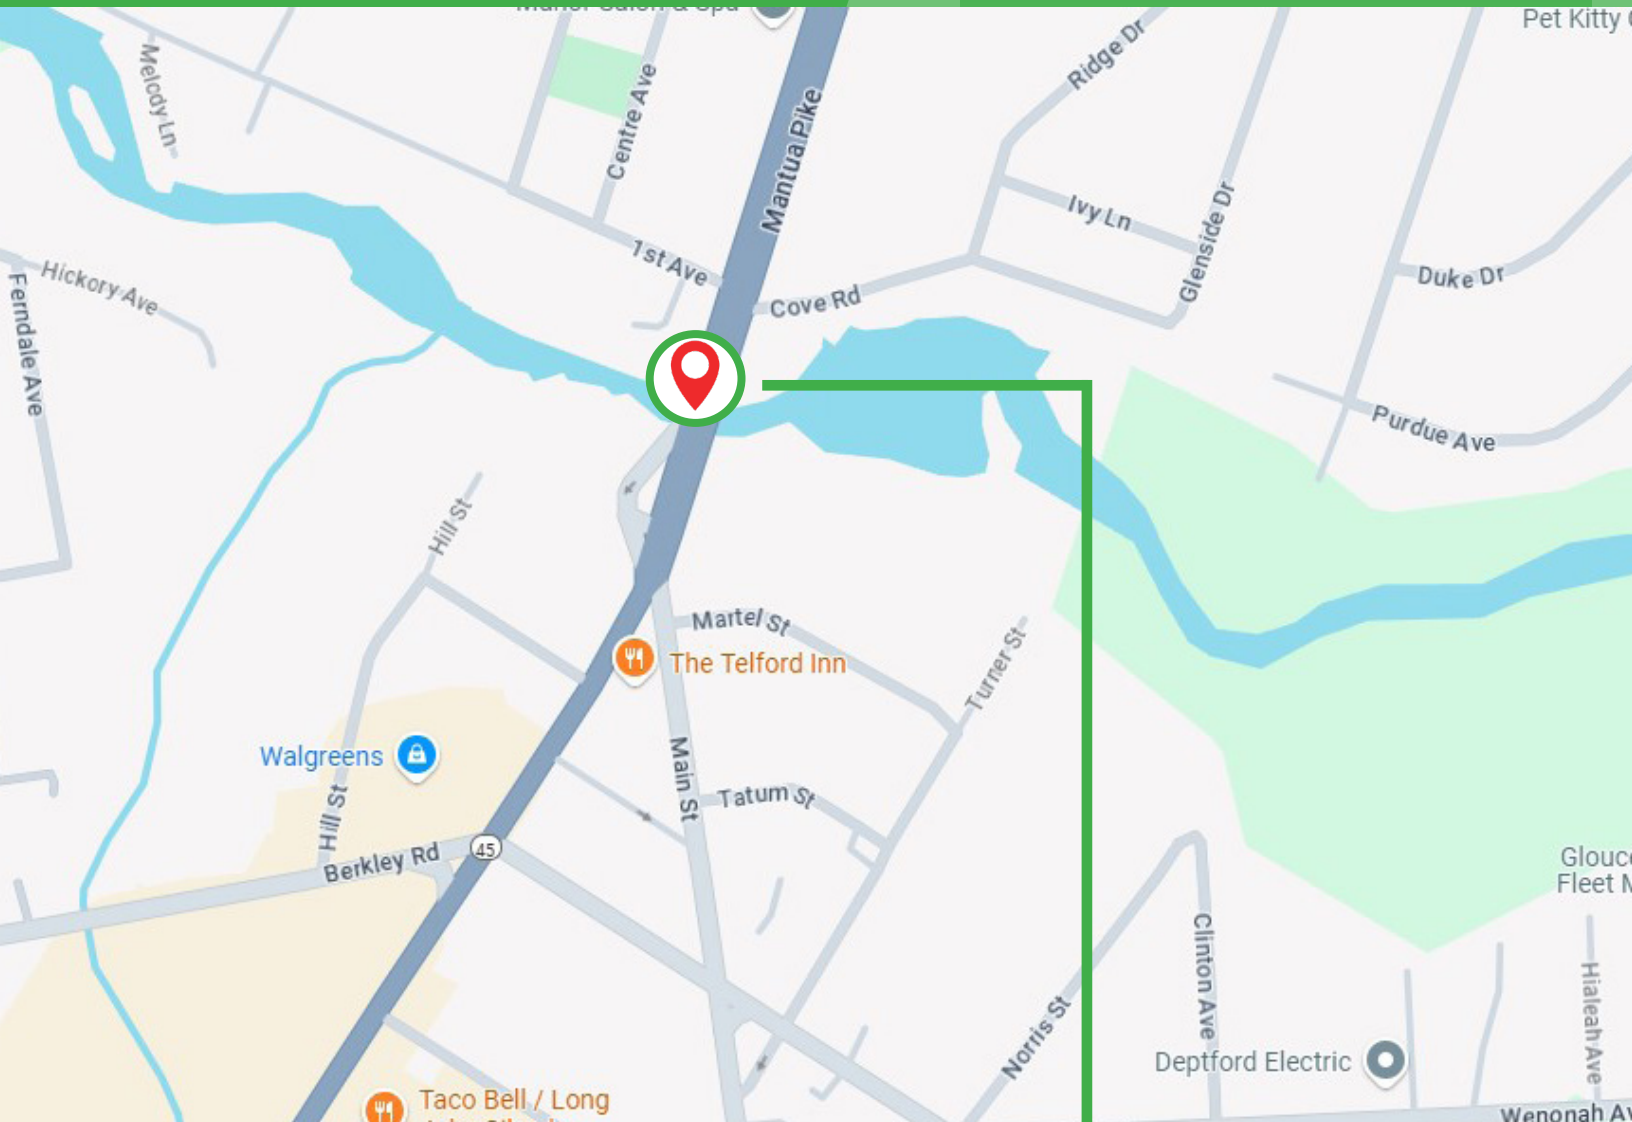 Manor Salon & Spa
Pet Kitty
Ridge Dr
Melody Ln
Centre Ave
Mantua Pike
Ivy Ln
Glenside Dr
1st Ave
Duke Dr
Hickory Ave
Cove Rd
Ferndale Ave
Purdue Ave
Hill St
Martel St
Turner St
The Telford Inn
Walgreens
Main St
Tatum St
Hill St
45
Berkley Rd
Glouc
Fleet
Clinton Ave
Hialeah Ave
Norris St
Deptford Electric
Taco Bell / Long
Wenonah Av